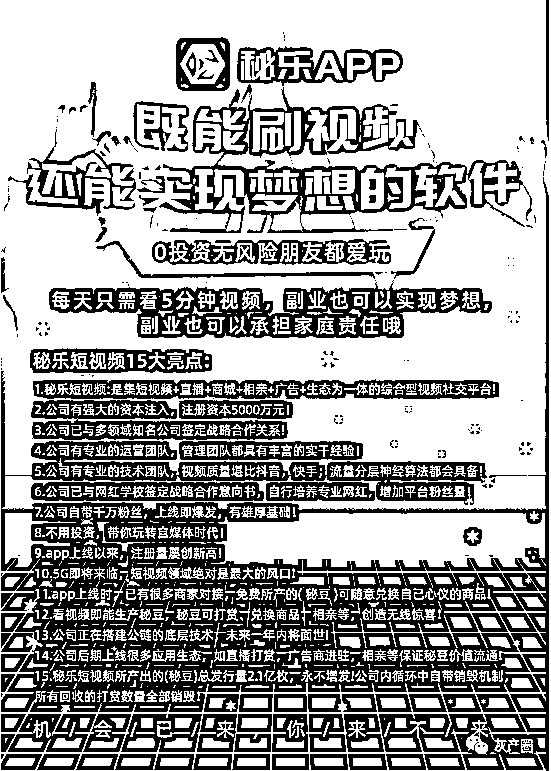 秘乐APP
既能刷视频
还能实现梦想的软件
0投资无风险朋友都爱玩
每天只需看5分钟视频，副业也可以实现梦想，
副业也可以承担家庭责任哦
秘乐短视频15大亮点：
1.秘乐短视频:是集短视频+直播+商城+相亲+广告+生态为一体的综合型视频社交平台！
2.公司有强大的资本注入，注册资本5000万元！
3.公司已与多领域知名公司签定战略合作关系！
4.公司有专业的运营团队，管理团队都具有丰富的实干经验！
5.公司有专业的技术团队，视频质量堪比抖音，快手；流量分层神经算法都会具备！
6.公司已与网红学校签定战略合作意向书，自行培养专业网红，增加平台粉丝量！
7.公司自带千万粉丝，上线即爆发，有雄厚基础！
8.不用投资，带你玩转自媒体时代！
9.app上线以来，注册量屡创新高！
10.5G即将来临，短视频领域绝对是最大的风口！
11.app上线时，已有很多商家对接，免费所产的(秘豆)可随意兑换自己心仪的商品！
12.看视频即能生产秘豆，秘豆可打赏，兑换商品，相亲等，创造无线惊喜！
13.公司正在搭建公链的底层技术，未来一年内将面世！
14.公司后期上线很多应用生态，如直播打赏，广告商进驻，相亲等保证秘豆价值流通！
15.秘乐短视频所产出的(秘豆)总发行量2.1亿枚，永不增发!公司内循环中自带销毁机制，
所有回收的打赏数量全部销毁！
机/会/已/来，你/来/不/来
灰产圈